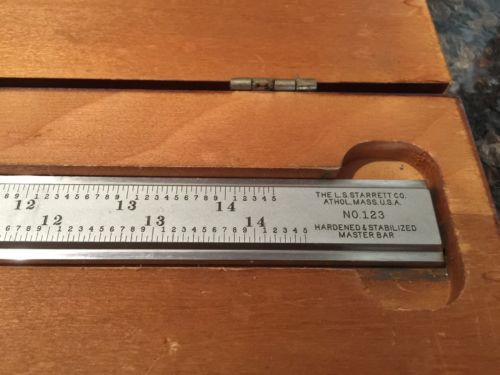 12 13 14
12 13 14
THE L.S. STARRETT CO.
ATHOL, MASS. U.S.A.
NO. 123
HARDENED & STABILIZED
MASTER BAR